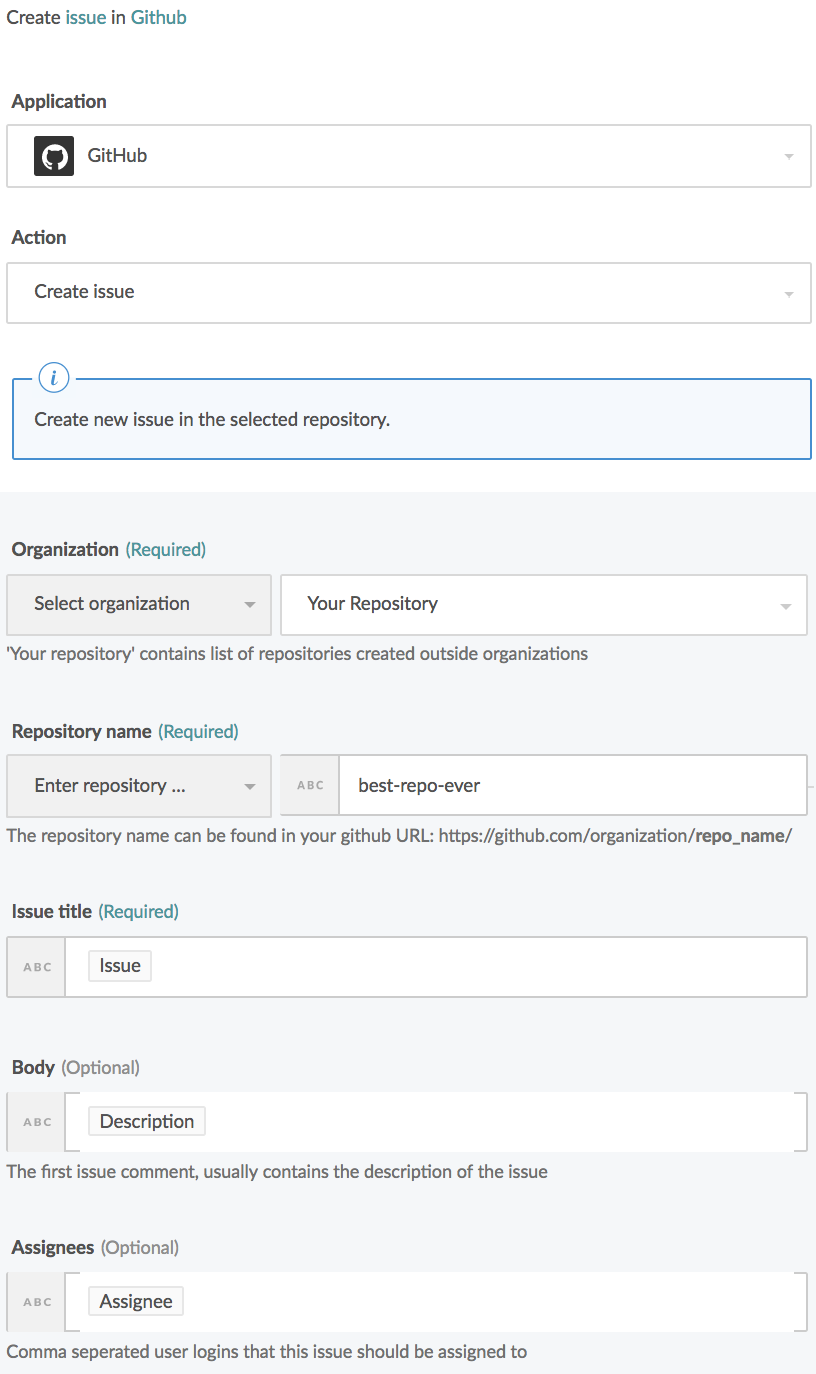 Create issue in Github
Application
GitHub
Action
Create issue
i
Create new issue in the selected repository.
Organization (Required)
Select organization Your Repository
'Your repository' contains list of repositories created outside organizations
Repository name (Required)
Enter repository ... ABC best-repo-ever
The repository name can be found in your github URL: https://github.com/organization/repo_name/
Issue title (Required)
ABC Issue
Body (Optional)
ABC Description
The first issue comment, usually contains the description of the issue
Assignees (Optional)
ABC Assignee
Comma seperated user logins that this issue should be assigned to